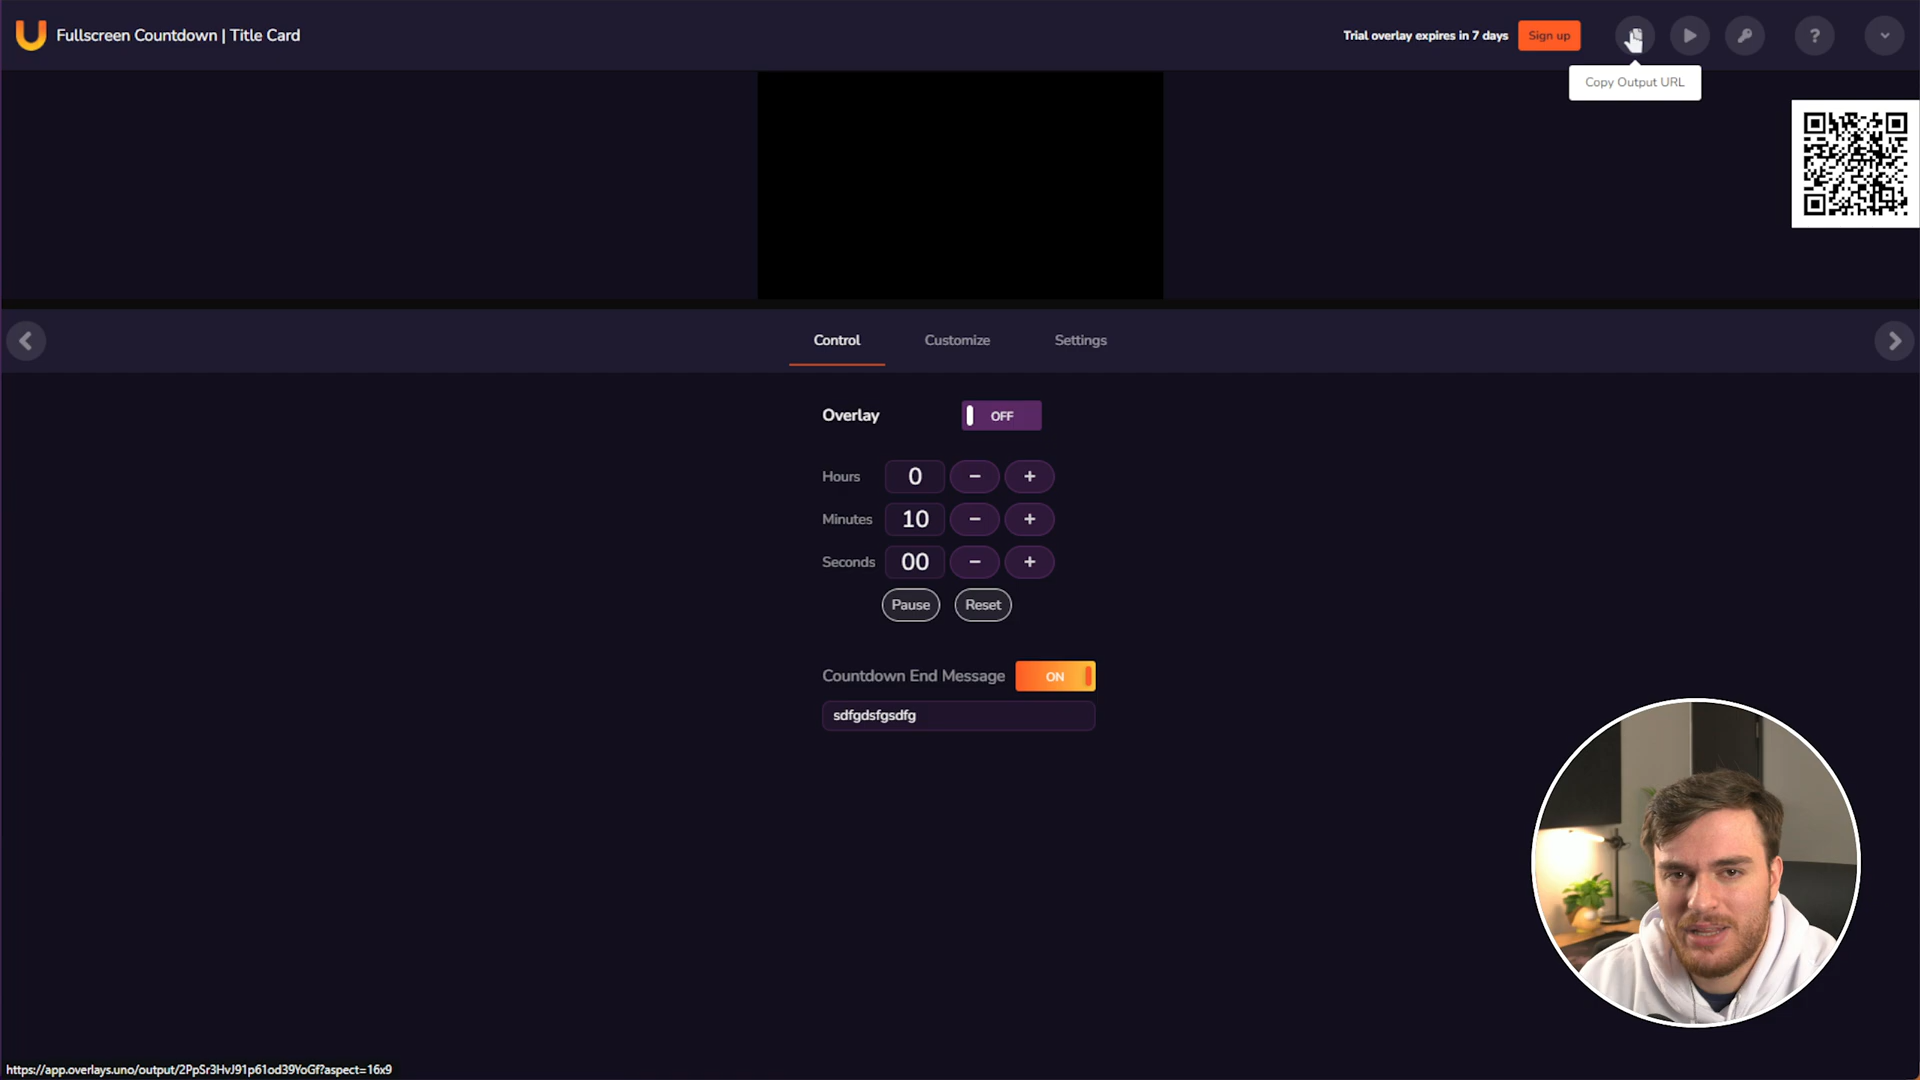 Fullscreen Countdown | Title Card
Trial overlay expires in 7 days
Sign up
?
Copy Output URL
Control
Customize
Settings
Overlay
OFF
Hours
0
−
+
Minutes
10
−
+
Seconds
00
−
+
Pause
Reset
Countdown End Message
ON
sdfgdsfgsdfg
https://app.overlays.uno/output/2PpSr3HvJ91p61od39YoGf?aspect=16x9